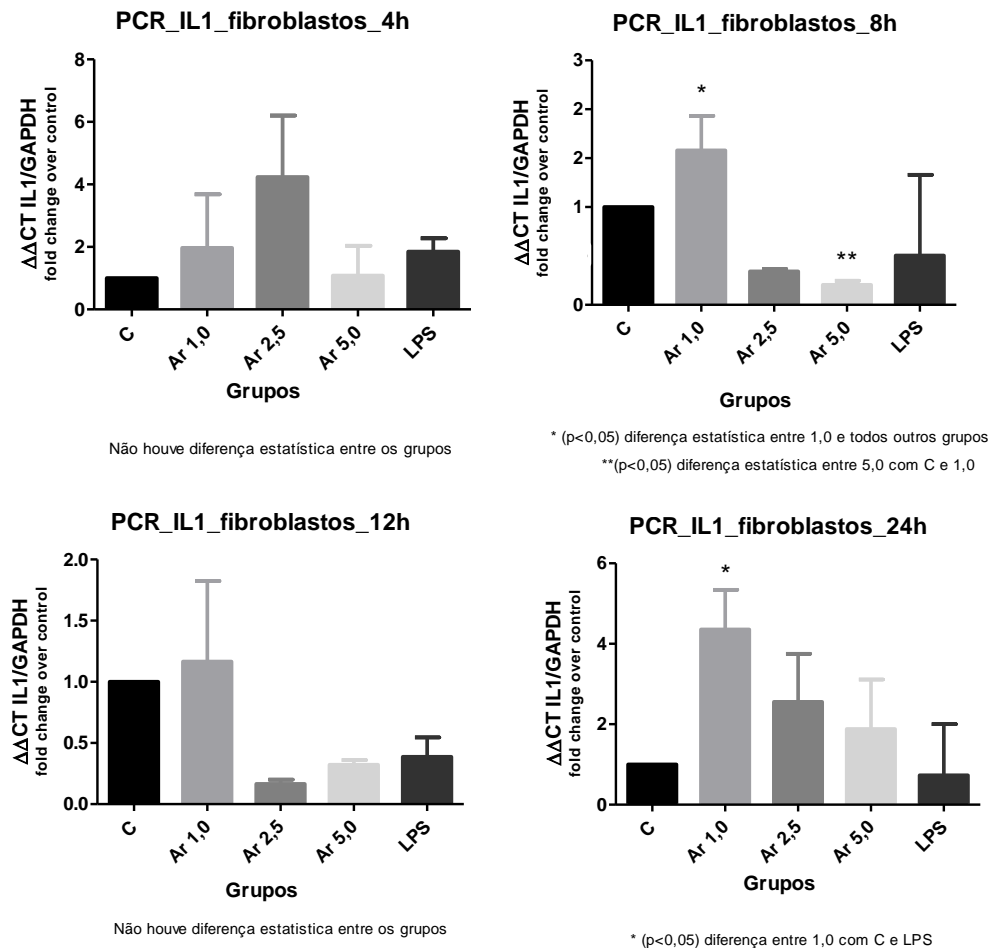 PCR_IL1_fibroblastos_4h
8
6
4
2
0
ΔΔCT IL1/GAPDH
fold change over control
C
Ar 1,0
Ar 2,5
Ar 5,0
LPS
Grupos
Não houve diferença estatística entre os grupos
PCR_IL1_fibroblastos_8h
3
2
2
1
0
ΔΔCT IL1/GAPDH
fold change over control
*
**
C
Ar 1,0
Ar 2,5
Ar 5,0
LPS
Grupos
* (p<0,05) diferença estatística entre 1,0 e todos outros grupos
**(p<0,05) diferença estatística entre 5,0 com C e 1,0
PCR_IL1_fibroblastos_12h
2.0
1.5
1.0
0.5
0.0
ΔΔCT IL1/GAPDH
fold change over control
C
Ar 1,0
Ar 2,5
Ar 5,0
LPS
Grupos
Não houve diferença estatistica entre os grupos
PCR_IL1_fibroblastos_24h
6
4
2
0
ΔΔCT IL1/GAPDH
fold change over control
*
C
Ar 1,0
Ar 2,5
Ar 5,0
LPS
Grupos
* (p<0,05) diferença entre 1,0 com C e LPS